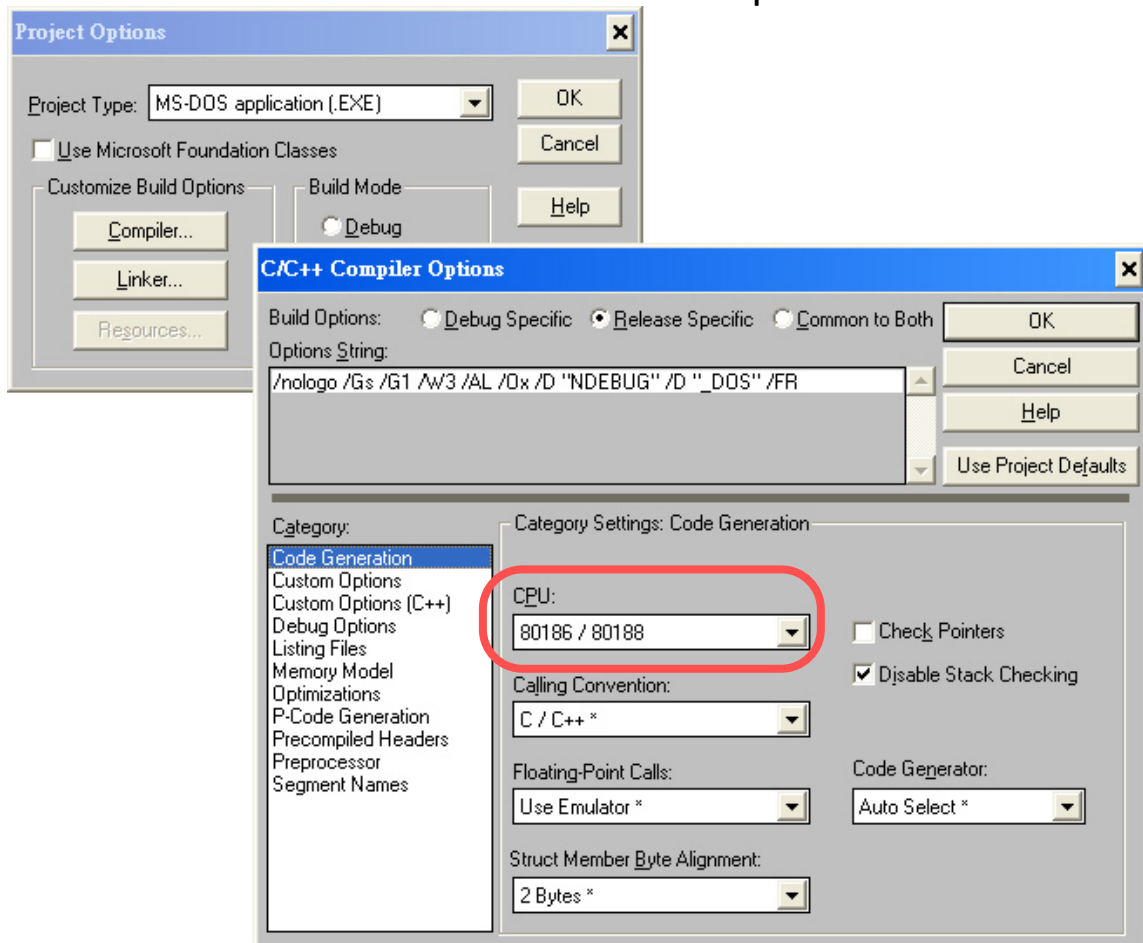 Project Options
Project Type: MS-DOS application (.EXE)
OK
Use Microsoft Foundation Classes
Cancel
Customize Build Options
Build Mode
Help
Compiler...
Debug
Linker...
Resources...
C/C++ Compiler Options
Build Options: Debug Specific Release Specific Common to Both
OK
Options String:
Cancel
/nologo /Gs /G1 /W3 /AL /Ox /D "NDEBUG" /D "_DOS" /FR
Help
Use Project Defaults
Category:
Code Generation
Custom Options
Custom Options (C++)
Debug Options
Listing Files
Memory Model
Optimizations
P-Code Generation
Precompiled Headers
Preprocessor
Segment Names
Category Settings: Code Generation
CPU:
80186 / 80188
Check Pointers
Disable Stack Checking
Calling Convention:
C / C++ *
Floating-Point Calls:
Use Emulator *
Code Generator:
Auto Select *
Struct Member Byte Alignment:
2 Bytes *